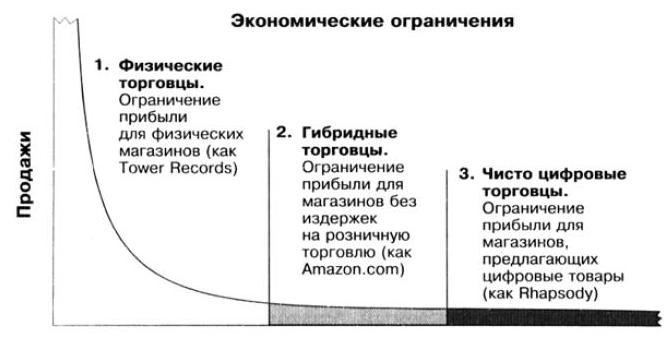 Экономические ограничения
Продажи
1. Физические
торговцы.
Ограничение
прибыли
для физических
магазинов (как
Tower Records)
2. Гибридные
торговцы.
Ограничение
прибыли для
магазинов без
издержек
на розничную
торговлю (как
Amazon.com)
3. Чисто цифровые
торговцы.
Ограничение
прибыли для
магазинов,
предлагающих
цифровые товары
(как Rhapsody)